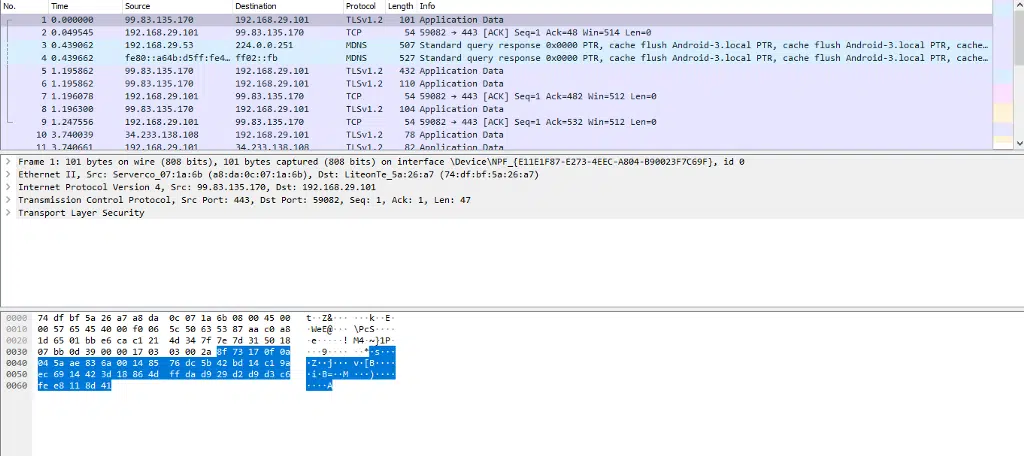 No. Time Source Destination Protocol Length Info
1 0.000000 99.83.135.170 192.168.29.101 TLSv1.2 101 Application Data
2 0.049545 192.168.29.101 99.83.135.170 TCP 54 59082 → 443 [ACK] Seq=1 Ack=48 Win=514 Len=0
3 0.439062 192.168.29.53 224.0.0.251 MDNS 507 Standard query response 0x0000 PTR, cache flush Android-3.local PTR, cache flush Android-3.local PTR, cache…
4 0.439662 fe80::a64b:d5ff:fe4… ff02::fb MDNS 527 Standard query response 0x0000 PTR, cache flush Android-3.local PTR, cache flush Android-3.local PTR, cache…
5 1.195862 99.83.135.170 192.168.29.101 TLSv1.2 432 Application Data
6 1.195862 99.83.135.170 192.168.29.101 TLSv1.2 110 Application Data
7 1.196078 192.168.29.101 99.83.135.170 TCP 54 59082 → 443 [ACK] Seq=1 Ack=482 Win=512 Len=0
8 1.196300 99.83.135.170 192.168.29.101 TLSv1.2 104 Application Data
9 1.247556 192.168.29.101 99.83.135.170 TCP 54 59082 → 443 [ACK] Seq=1 Ack=532 Win=512 Len=0
10 3.740039 34.233.138.108 192.168.29.101 TLSv1.2 78 Application Data
11 3.740661 192.168.29.101 34.233.138.108 TLSv1.2 82 Application Data
Frame 1: 101 bytes on wire (808 bits), 101 bytes captured (808 bits) on interface \Device\NPF_{E11E1F87-E273-4EEC-A804-B90023F7C69F}, id 0
Ethernet II, Src: Serverco_07:1a:6b (a8:da:0c:07:1a:6b), Dst: LiteonTe_5a:26:a7 (74:df:bf:5a:26:a7)
Internet Protocol Version 4, Src: 99.83.135.170, Dst: 192.168.29.101
Transmission Control Protocol, Src Port: 443, Dst Port: 59082, Seq: 1, Ack: 1, Len: 47
Transport Layer Security
0000 74 df bf 5a 26 a7 a8 da 0c 07 1a 6b 08 00 45 00 t··Z&··· ···k··E·
0010 00 57 65 45 40 00 f0 06 5c 50 63 53 87 aa c0 a8 ·WeE@··· \PcS····
0020 1d 65 01 bb e6 ca c1 21 4d 34 7f 7e 7d 31 50 18 ·e·····! M4·~}1P·
0030 07 bb 0d 39 00 00 17 03 03 00 2a 8f 73 17 0f 0a ···9···· ··*·s···
0040 04 5a ae 83 6a 00 14 85 76 dc 5b 42 bd 14 c1 9a ·Z··j··· v·[B····
0050 ec 69 14 42 3d 18 86 4d ff da d9 29 d2 d9 d3 c6 ·i·B=··M ···)····
0060 fe e8 11 8d 41 ····A